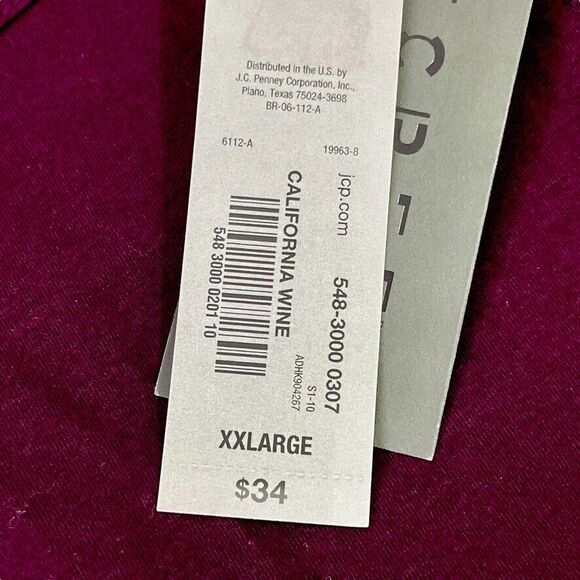 Distributed in the U.S. by
J.C. Penney Corporation, Inc.,
Plano, Texas 75024-3698
BR-06-112-A
6112-A
19963-8
jcp.com
CALIFORNIA WINE
548 3000 0201 10
548-3000 0307
S1-10
ADHK904267
XXLARGE
$34